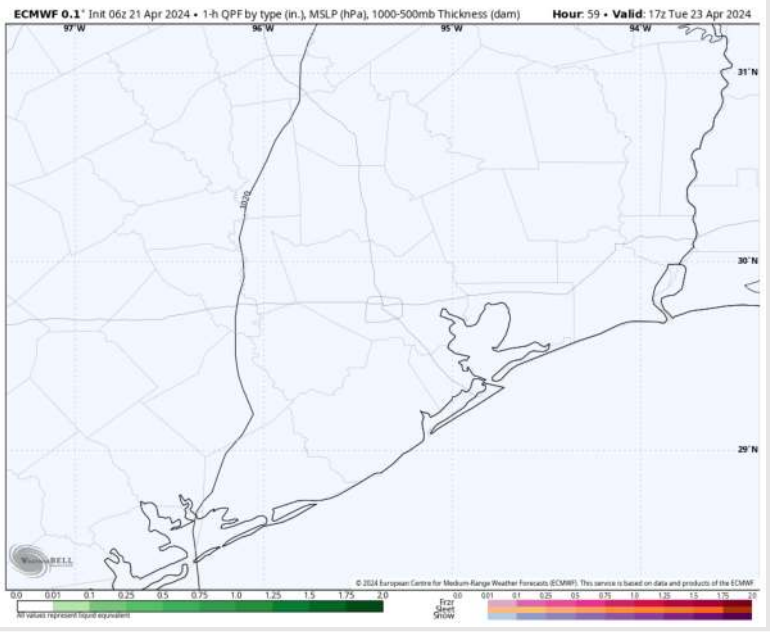 ECMWF 0.1° Init 06z 21 Apr 2024 • 1-h QPF by type (in.), MSLP (hPa), 1000-500mb Thickness (dam) Hour: 59 • Valid: 17z Tue 23 Apr 2024
97°W 96°W 95°W 94°W
31°N
1020
30°N
29°N
WeatherBELL
© 2024 European Centre for Medium-Range Weather Forecasts (ECMWF). This service is based on data and products of the ECMWF
0.0 0.01 0.1 0.25 0.5 0.75 1.0 1.25 1.5 1.75 2.0
0.0 0.01 0.1 0.25 0.5 0.75 1.0 1.25 1.5 1.75 2.0
Frzr
Sleet
Snow
All values represent liquid equivalent